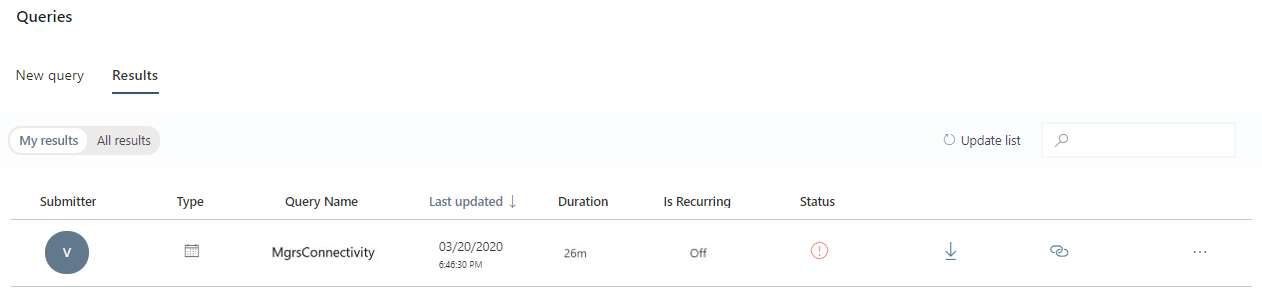 Queries
New query Results
My results All results Update list
Submitter Type Query Name Last updated ↓ Duration Is Recurring Status
V MgrsConnectivity 03/20/2020 26m Off
6:46:30 PM